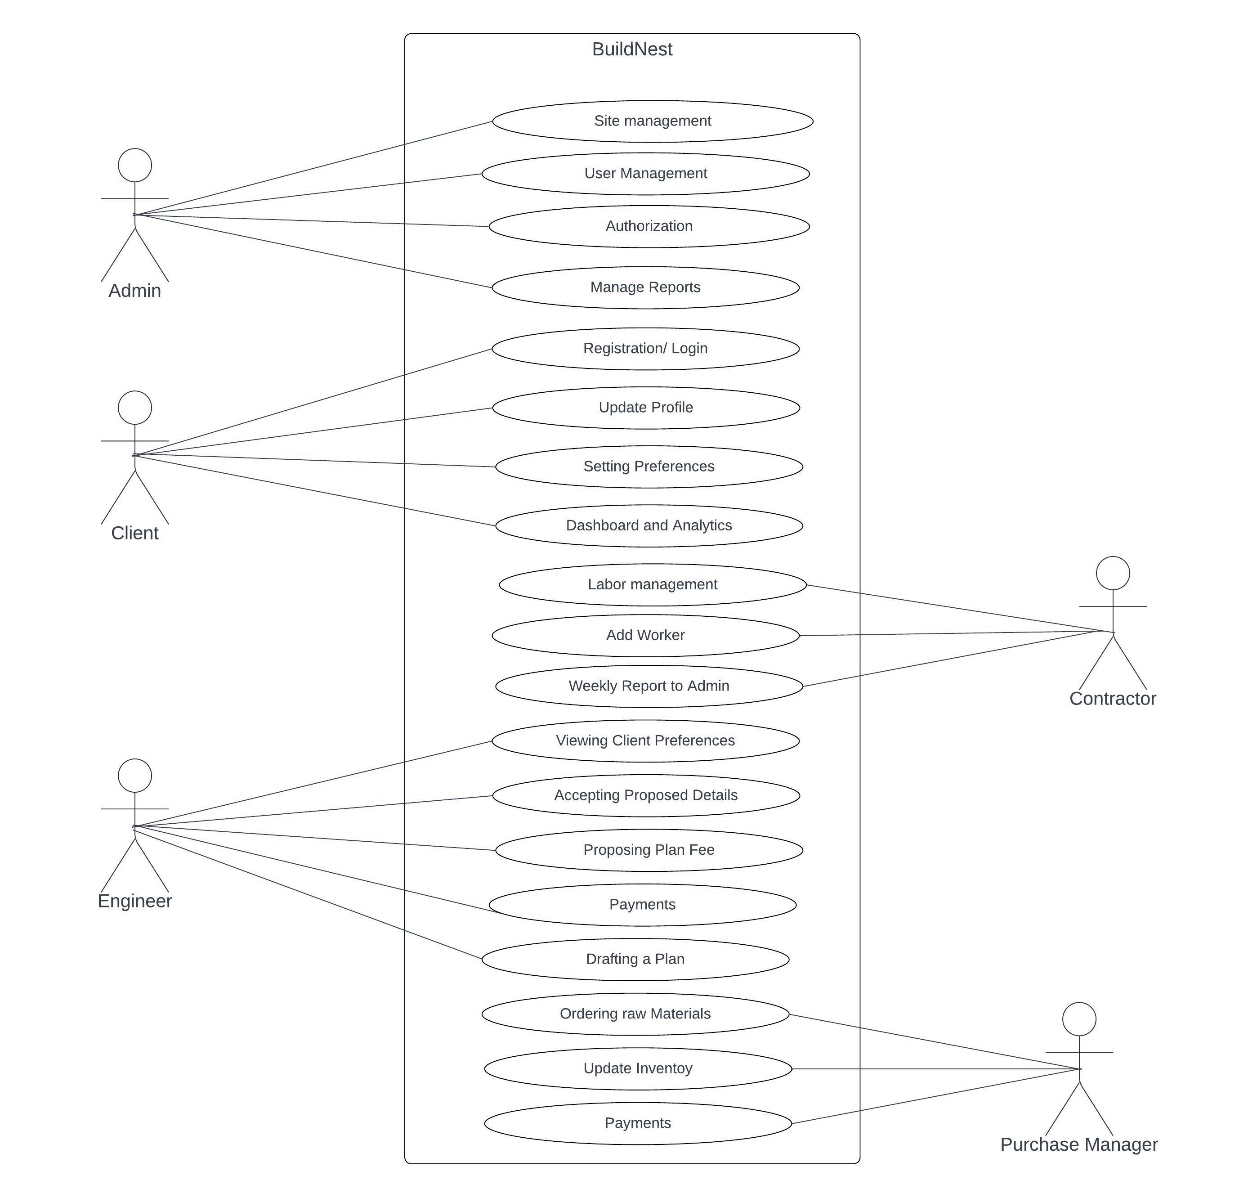 BuildNest
Site management
User Management
Authorization
Manage Reports
Admin
Registration/ Login
Update Profile
Setting Preferences
Dashboard and Analytics
Client
Labor management
Add Worker
Weekly Report to Admin
Contractor
Viewing Client Preferences
Accepting Proposed Details
Proposing Plan Fee
Payments
Drafting a Plan
Engineer
Ordering raw Materials
Update Inventoy
Payments
Purchase Manager